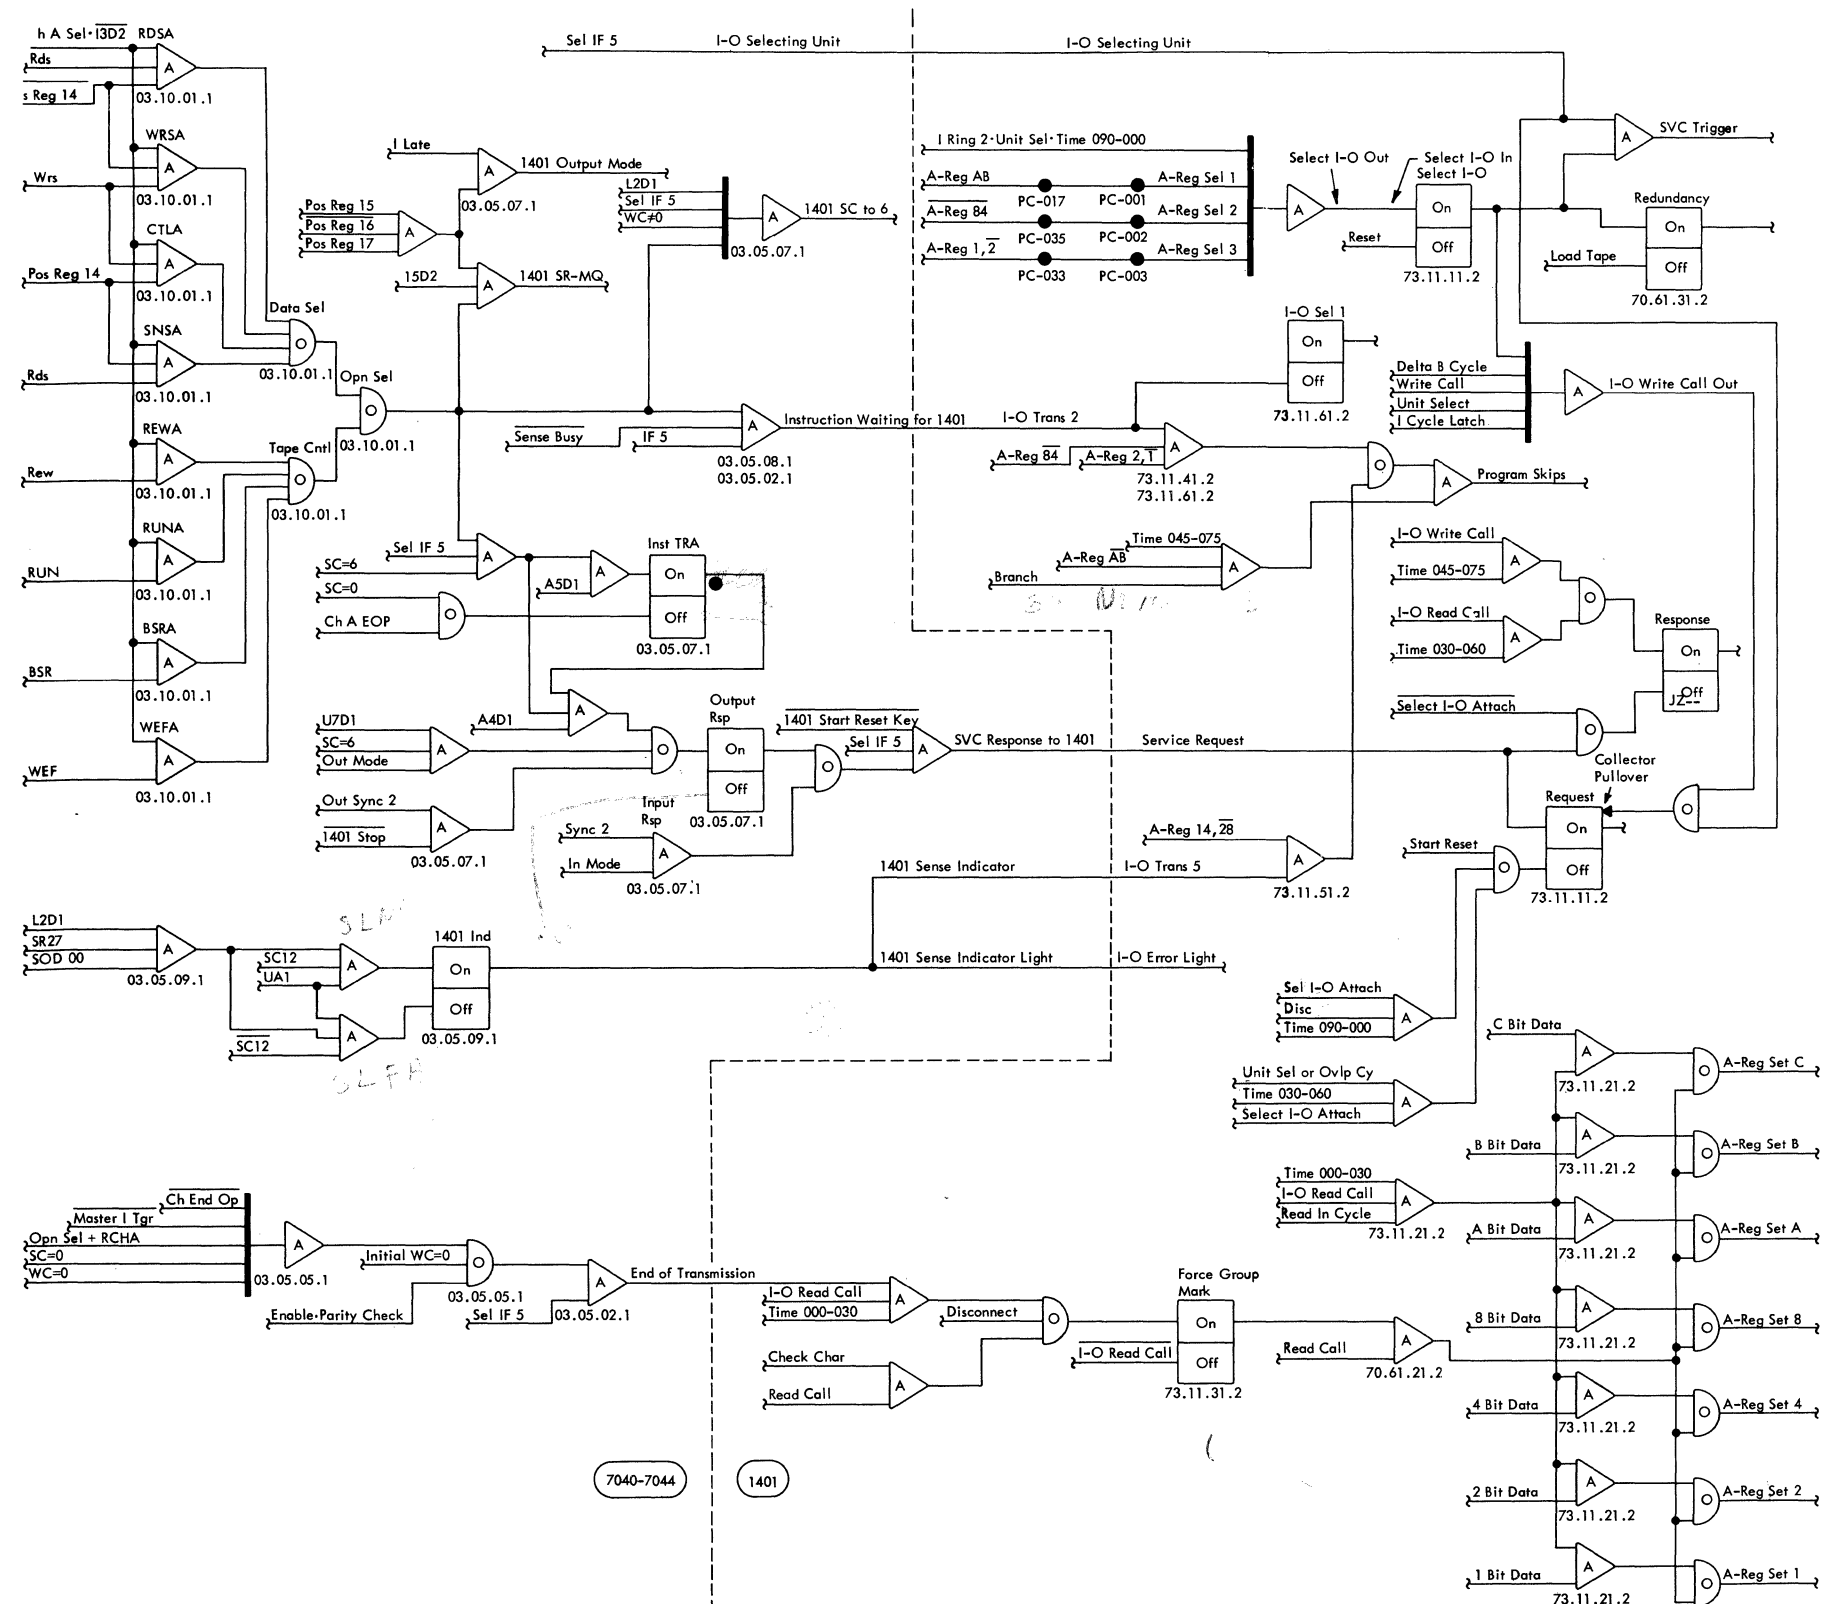 h A Sel·I3D2 RDSA
Rds
A
s Reg 14
03.10.01.1
WRSA
A
Wrs
03.10.01.1
CTLA
A
Pos Reg 14
03.10.01.1
SNSA
A
Rds
03.10.01.1
REWA
A
Rew
03.10.01.1
RUNA
A
RUN
03.10.01.1
BSRA
A
BSR
03.10.01.1
WEFA
A
WEF
03.10.01.1
Data Sel
O
03.10.01.1
Opn Sel
O
03.10.01.1
Tape Cntl
O
03.10.01.1
I Late
A
1401 Output Mode
03.05.07.1
Pos Reg 15
Pos Reg 16
Pos Reg 17
A
15D2
A
1401 SR-MQ
L2D1
Sel IF 5
WC≠0
A
1401 SC to 6
03.05.07.1
Sel IF 5
I-O Selecting Unit
I-O Selecting Unit
Sense Busy
IF 5
A
03.05.08.1
03.05.02.1
Instruction Waiting for 1401
I-O Trans 2
Sel IF 5
SC=6
A
A5D1
A
Inst TRA
On
Off
03.05.07.1
SC=0
Ch A EOP
O
A4D1
A
U7D1
SC=6
Out Mode
A
Out Sync 2
1401 Stop
A
03.05.07.1
O
Output
Rsp
On
Off
03.05.07.1
Input
Rsp
Sync 2
In Mode
A
03.05.07.1
O
1401 Start Reset Key
Sel IF 5
A
SVC Response to 1401
Service Request
L2D1
SR27
SOD 00
A
03.05.09.1
SC12
UA1
A
SLFA
SC12
A
1401 Ind
On
Off
03.05.09.1
1401 Sense Indicator
I-O Trans 5
1401 Sense Indicator Light
I-O Error Light
Ch End Op
Master I Tgr
Opn Sel + RCHA
SC=0
WC=0
A
03.05.05.1
Initial WC=0
Enable·Parity Check
O
03.05.05.1
Sel IF 5
A
03.05.02.1
End of Transmission
I-O Read Call
Time 000-030
A
Check Char
Read Call
A
Disconnect
O
I-O Read Call
Force Group
Mark
On
Off
73.11.31.2
Read Call
A
70.61.21.2
7040-7044
1401
I Ring 2·Unit Sel·Time 090-000
A-Reg AB
PC-017
PC-001
A-Reg Sel 1
A-Reg 84
PC-035
PC-002
A-Reg Sel 2
A-Reg 1,2
PC-033
PC-003
A-Reg Sel 3
A
Select I-O Out
Select I-O In
Select I-O
On
Off
Reset
73.11.11.2
A
SVC Trigger
Redundancy
On
Off
Load Tape
70.61.31.2
I-O Sel 1
On
Off
73.11.61.2
Delta B Cycle
Write Call
Unit Select
I Cycle Latch
A
I-O Write Call Out
A-Reg 84
A-Reg 2,1
A
73.11.41.2
73.11.61.2
O
A
Program Skips
Time 045-075
A-Reg AB
Branch
A
I-O Write Call
Time 045-075
A
I-O Read Call
Time 030-060
A
O
Response
On
Off
Select I-O Attach
O
Collector
Pullover
Request
On
Off
73.11.11.2
O
A-Reg 14,28
A
73.11.51.2
Start Reset
O
Sel I-O Attach
Disc
Time 090-000
A
Unit Sel or Ovlp Cy
Time 030-060
Select I-O Attach
A
Time 000-030
I-O Read Call
Read In Cycle
A
73.11.21.2
C Bit Data
A
73.11.21.2
O
A-Reg Set C
B Bit Data
A
73.11.21.2
O
A-Reg Set B
A Bit Data
A
73.11.21.2
O
A-Reg Set A
8 Bit Data
A
73.11.21.2
O
A-Reg Set 8
4 Bit Data
A
73.11.21.2
O
A-Reg Set 4
2 Bit Data
A
73.11.21.2
O
A-Reg Set 2
1 Bit Data
A
73.11.21.2
O
A-Reg Set 1